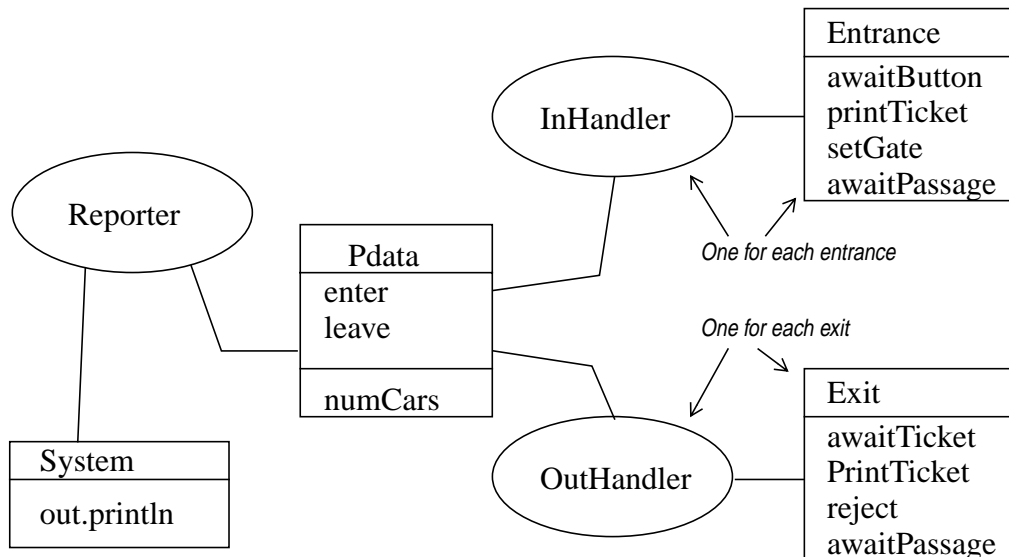 Entrance
awaitButton
printTicket
setGate
awaitPassage
InHandler
Reporter
One for each entrance
Pdata
enter
leave
numCars
One for each exit
Exit
awaitTicket
PrintTicket
reject
awaitPassage
OutHandler
System
out.println